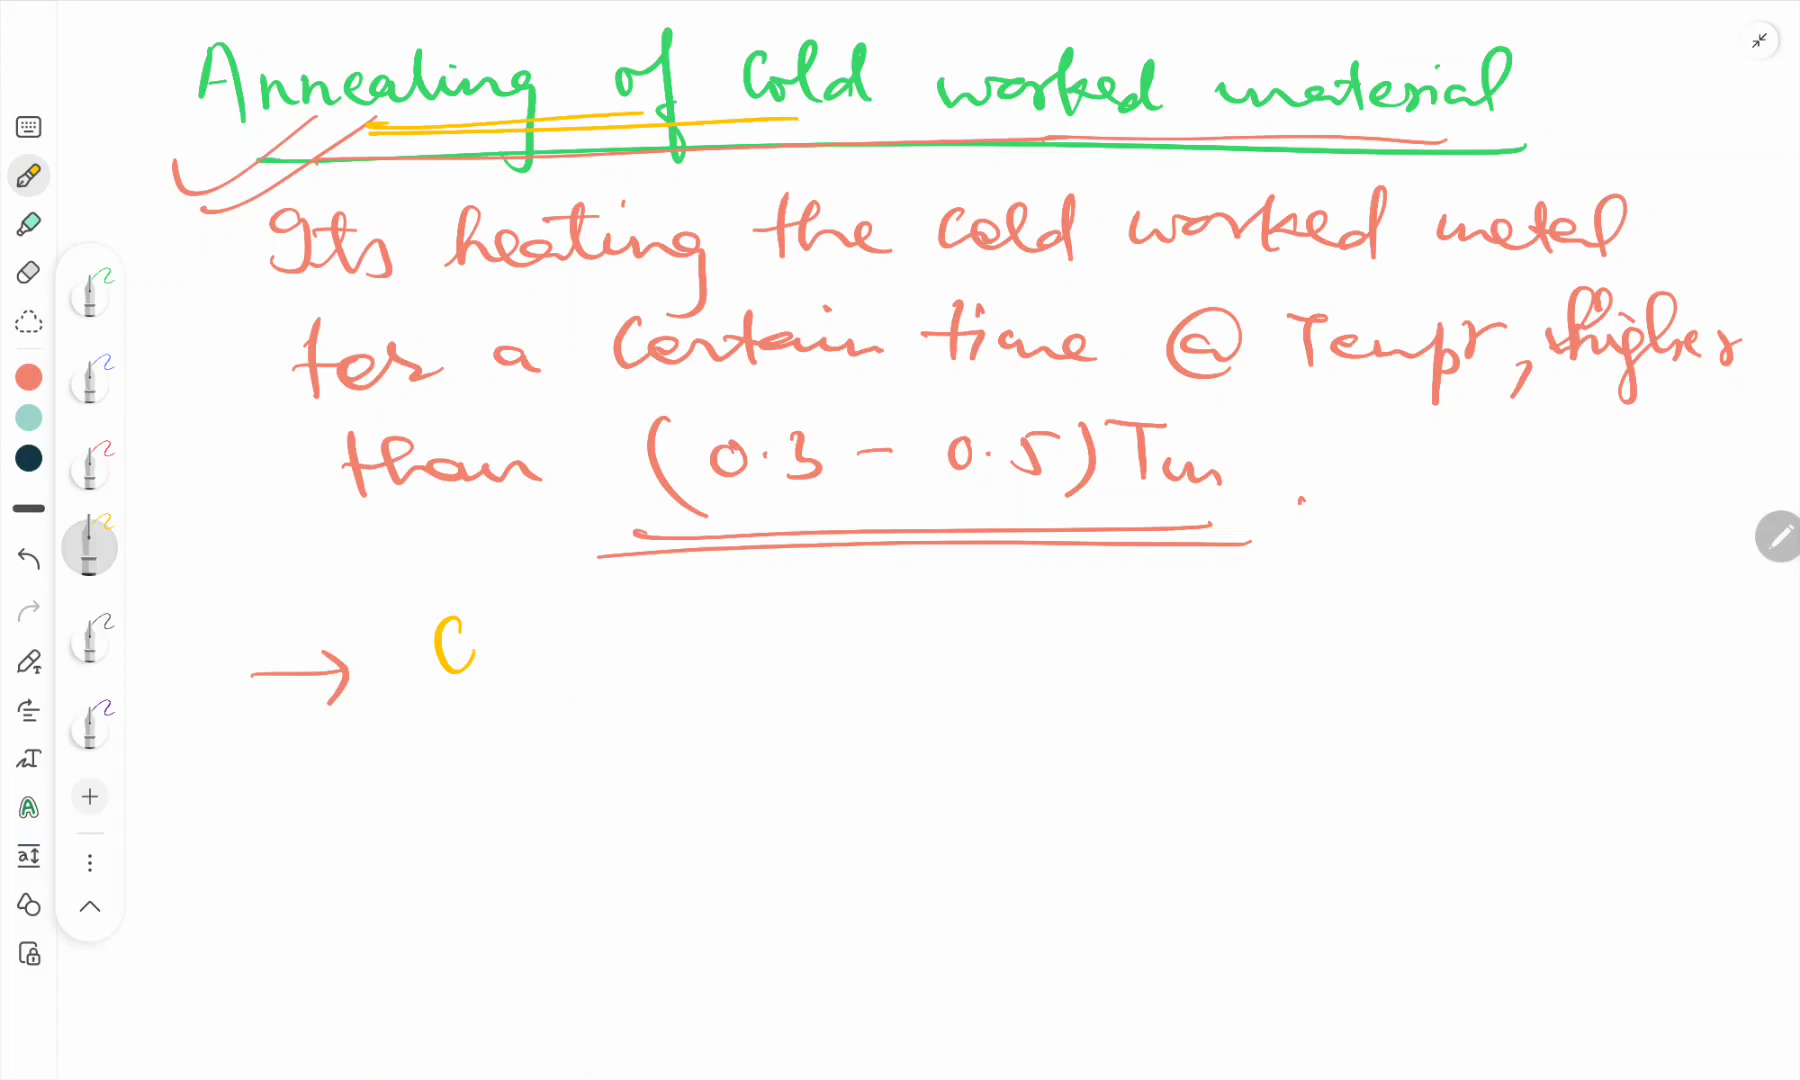 Annealing of Cold worked material
Its heating the cold worked metal
for a certain time @ Tempr, higher
than (0.3 - 0.5) Tm .
→ C